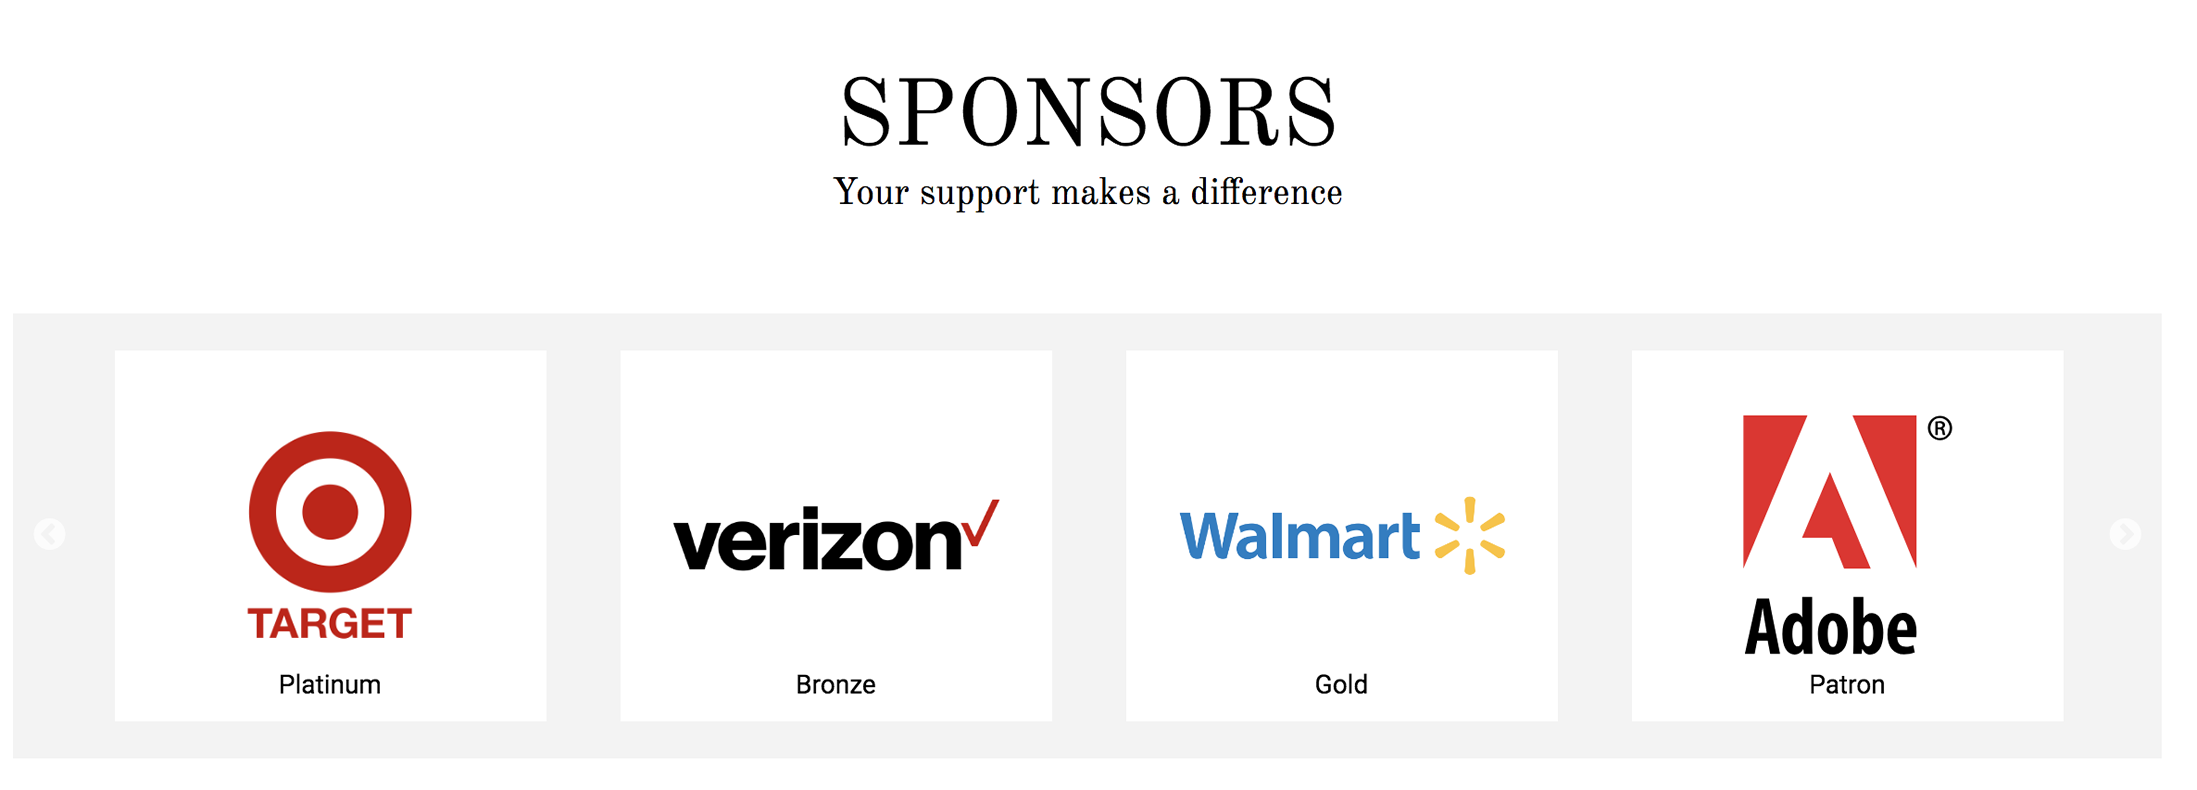 SPONSORS
Your support makes a difference
TARGET
Platinum
verizon
Bronze
Walmart
Gold
®
Adobe
Patron